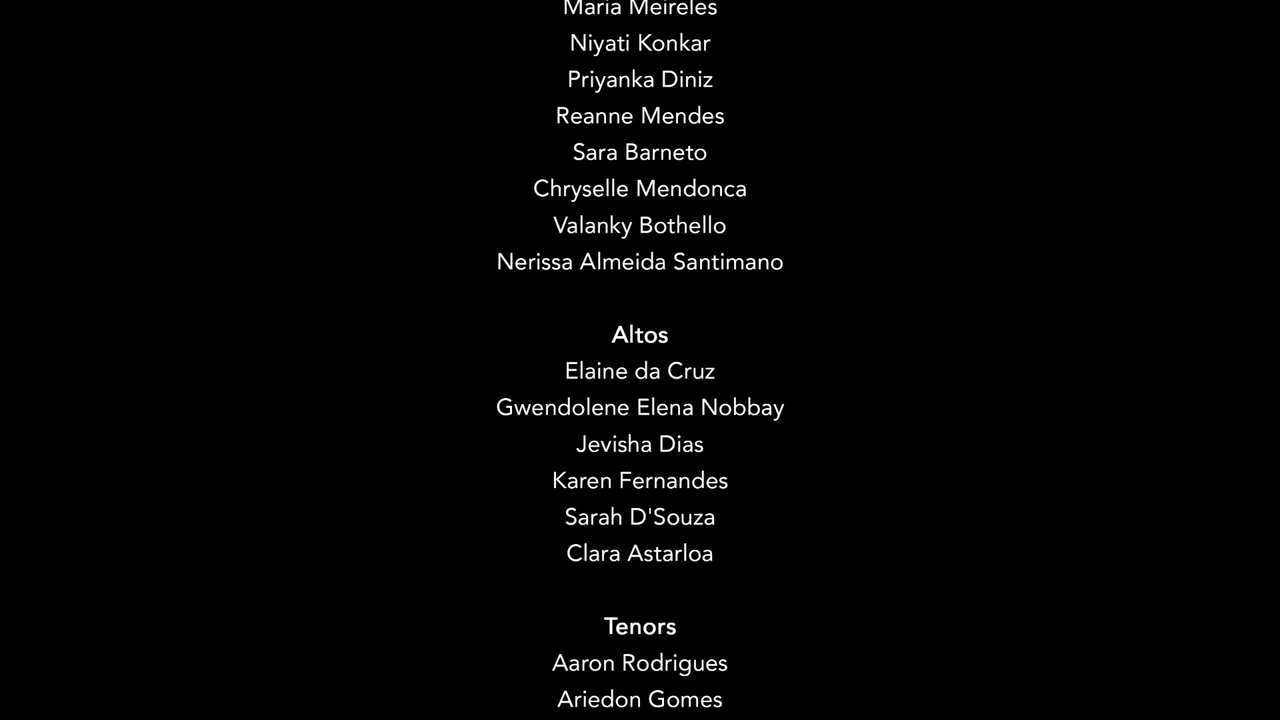 Maria Meireles
Niyati Konkar
Priyanka Diniz
Reanne Mendes
Sara Barneto
Chryselle Mendonca
Valanky Bothello
Nerissa Almeida Santimano
Altos
Elaine da Cruz
Gwendolene Elena Nobbay
Jevisha Dias
Karen Fernandes
Sarah D'Souza
Clara Astarloa
Tenors
Aaron Rodrigues
Ariedon Gomes